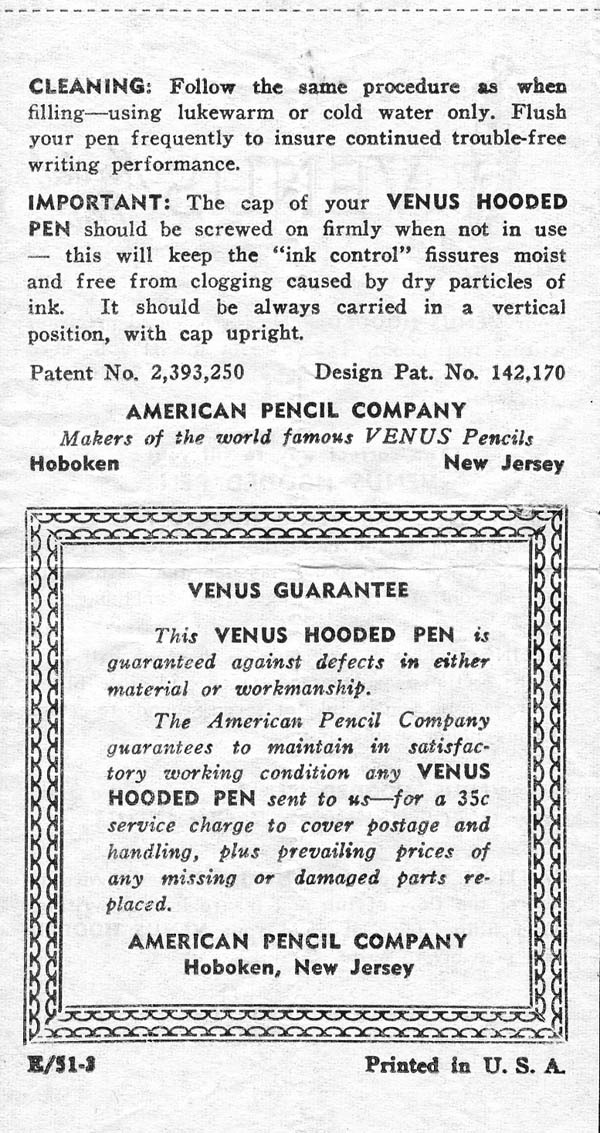 CLEANING: Follow the same procedure as when
filling—using lukewarm or cold water only. Flush
your pen frequently to insure continued trouble-free
writing performance.
IMPORTANT: The cap of your VENUS HOODED
PEN should be screwed on firmly when not in use
— this will keep the “ink control” fissures moist
and free from clogging caused by dry particles of
ink. It should be always carried in a vertical
position, with cap upright.
Patent No. 2,393,250 Design Pat. No. 142,170
AMERICAN PENCIL COMPANY
Makers of the world famous VENUS Pencils
Hoboken New Jersey
VENUS GUARANTEE
This VENUS HOODED PEN is
guaranteed against defects in either
material or workmanship.
The American Pencil Company
guarantees to maintain in satisfac-
tory working condition any VENUS
HOODED PEN sent to us—for a 35c
service charge to cover postage and
handling, plus prevailing prices of
any missing or damaged parts re-
placed.
AMERICAN PENCIL COMPANY
Hoboken, New Jersey
E/51-3 Printed in U. S. A.